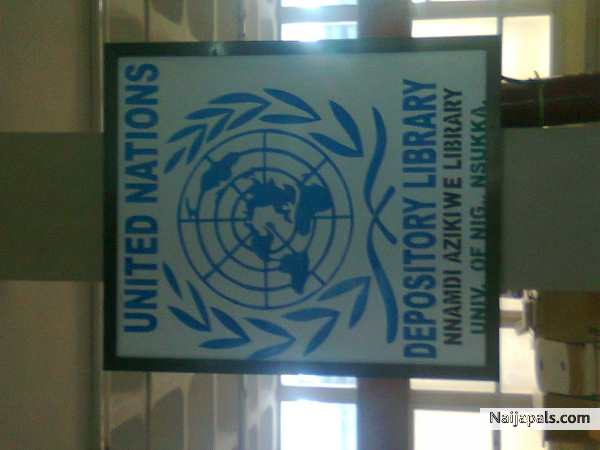 UNITED NATIONS
DEPOSITORY LIBRARY
NNAMDI AZIKIWE LIBRARY
UNIV. OF NIG., NSUKKA.
Naijapals.com